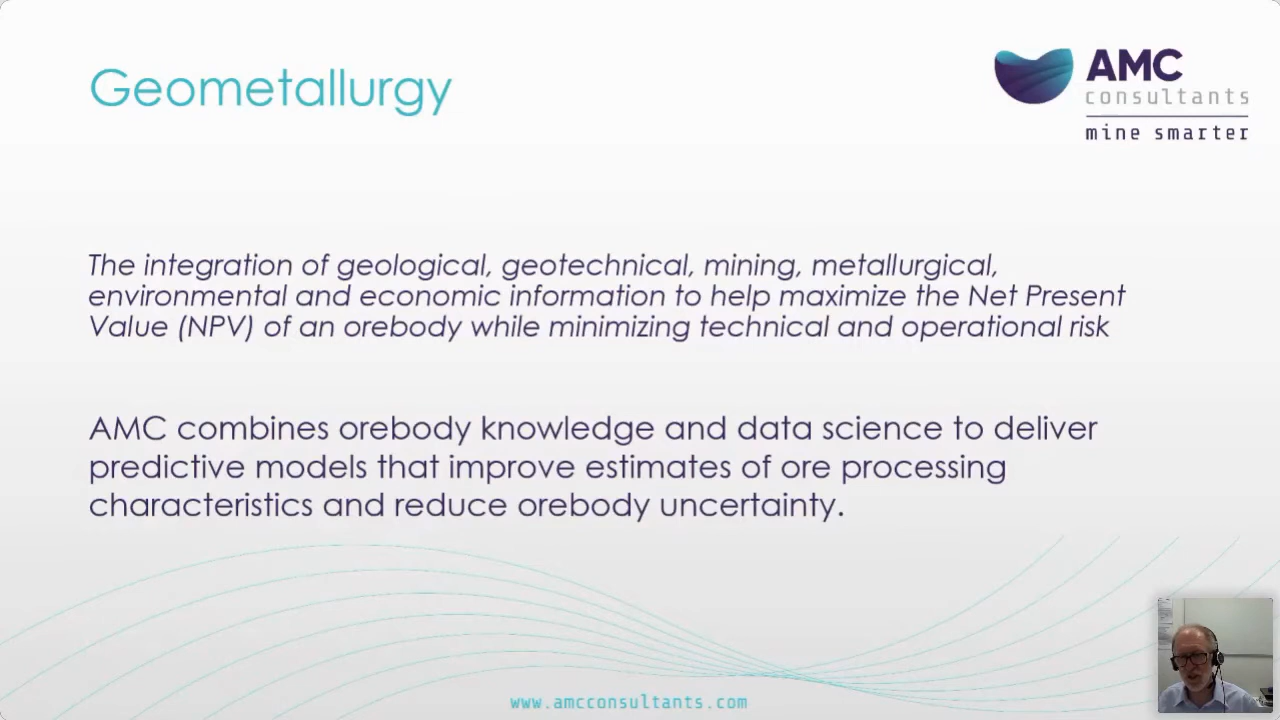 Geometallurgy
AMC
consultants
mine smarter
The integration of geological, geotechnical, mining, metallurgical,
environmental and economic information to help maximize the Net Present
Value (NPV) of an orebody while minimizing technical and operational risk
AMC combines orebody knowledge and data science to deliver
predictive models that improve estimates of ore processing
characteristics and reduce orebody uncertainty.
www.amcconsultants.com